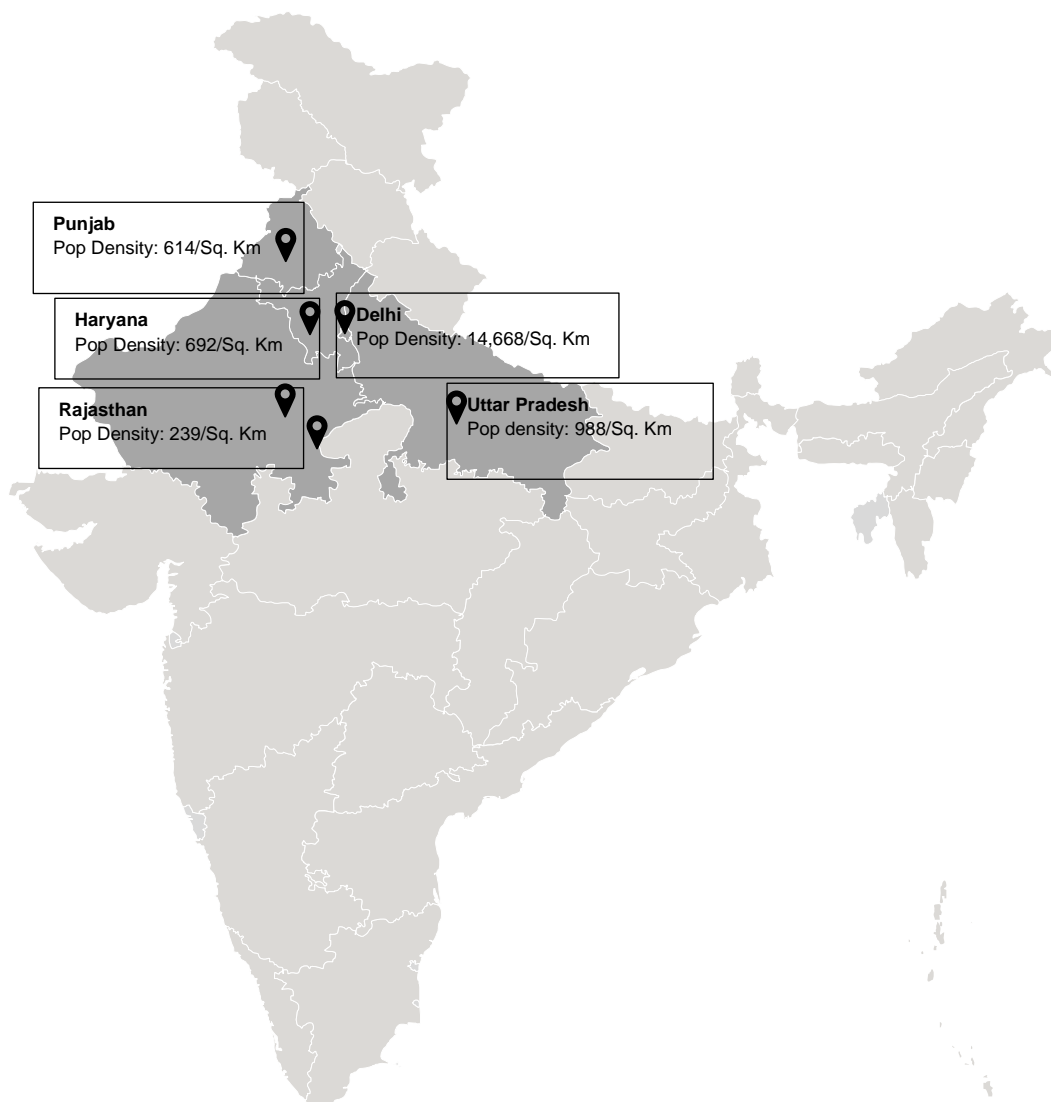 Punjab
Pop Density: 614/Sq. Km
Haryana
Pop Density: 692/Sq. Km
Delhi
Pop Density: 14,668/Sq. Km
Rajasthan
Pop Density: 239/Sq. Km
Uttar Pradesh
Pop density: 988/Sq. Km